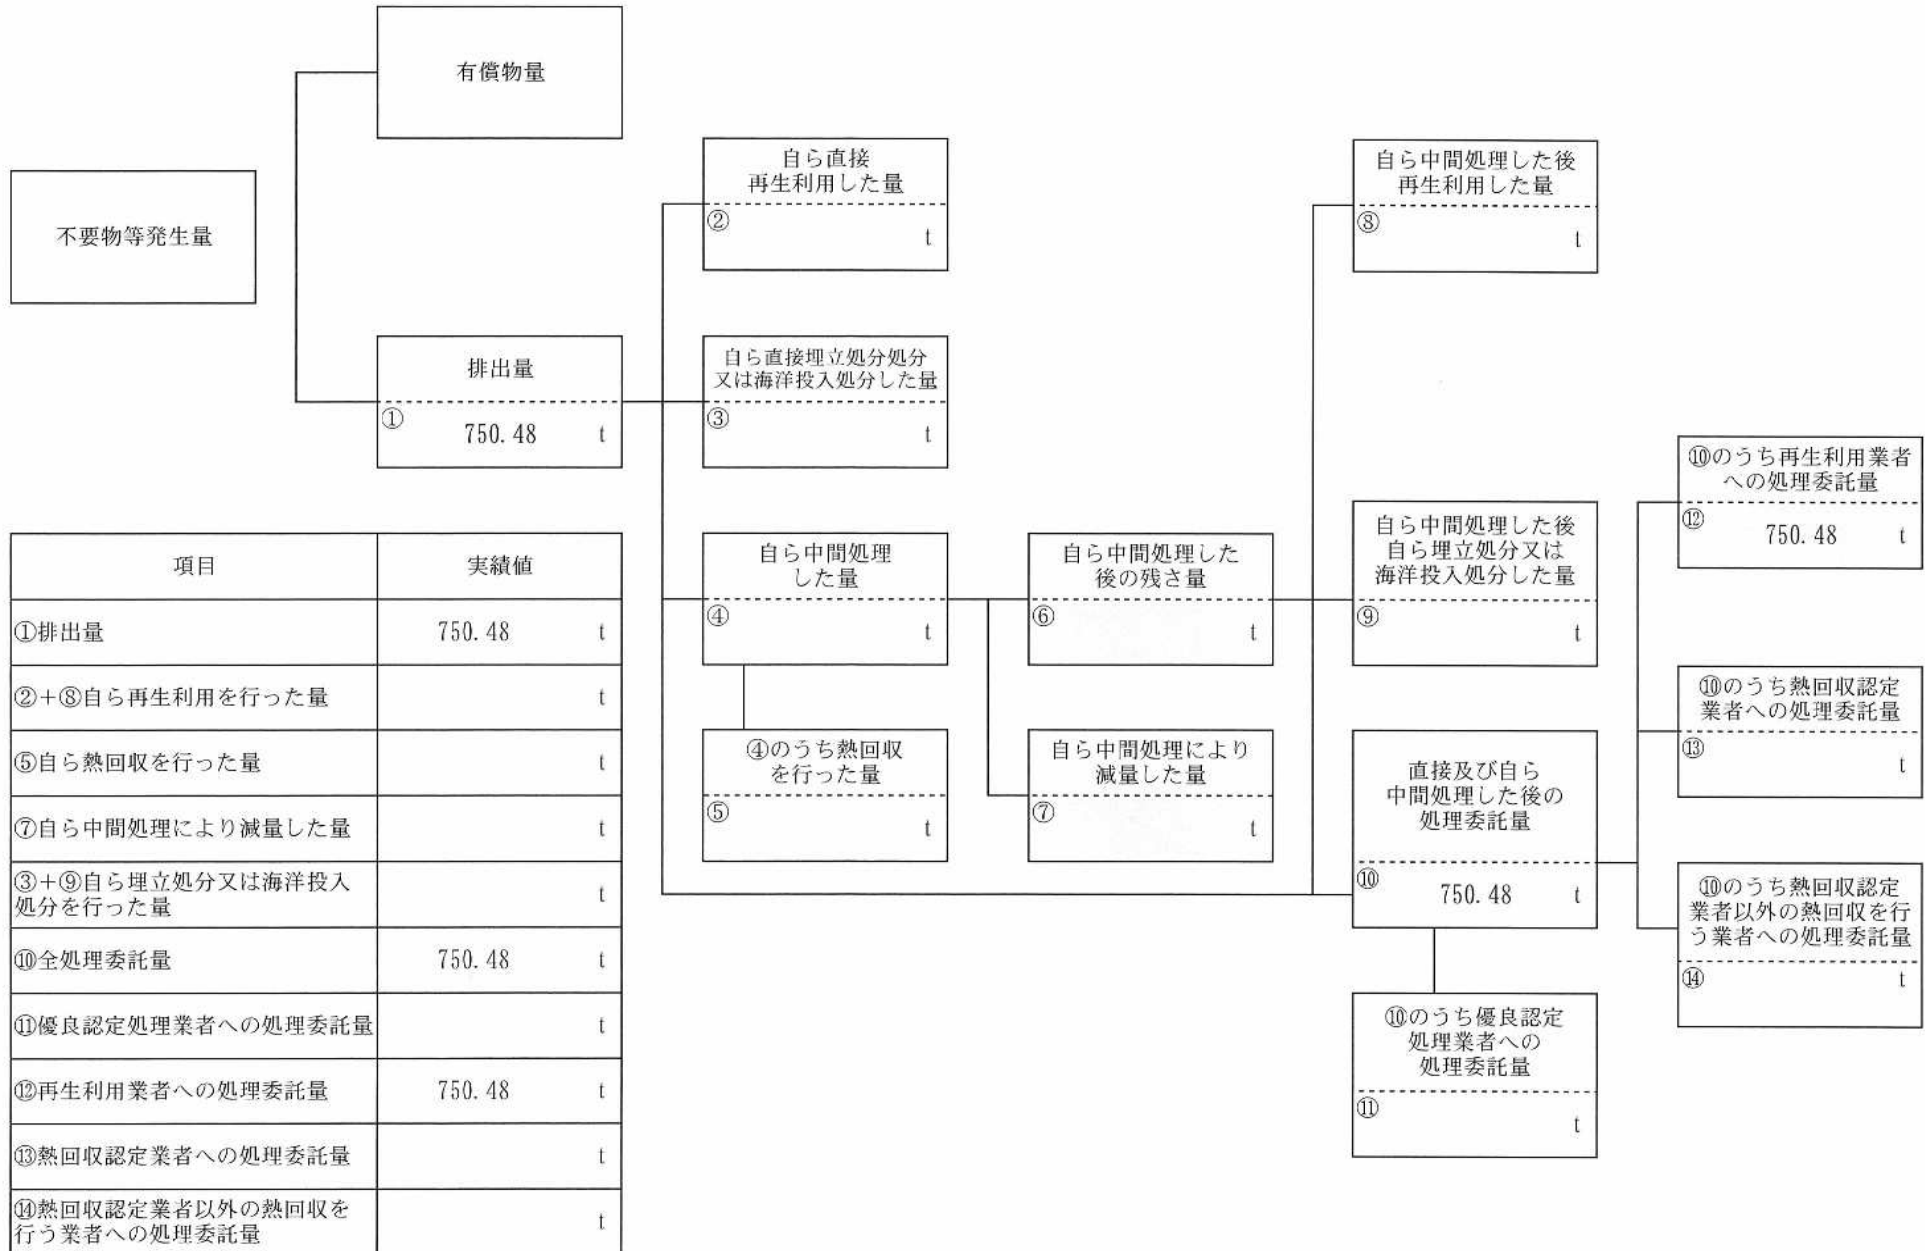 有償物量
不要物等発生量
排出量
① 750.48 t
自ら直接
再生利用した量
② t
自ら直接埋立処分処分
又は海洋投入処分した量
③ t
自ら中間処理
した量
④ t
④のうち熱回収
を行った量
⑤ t
自ら中間処理した
後の残さ量
⑥ t
自ら中間処理により
減量した量
⑦ t
自ら中間処理した後
再生利用した量
⑧ t
自ら中間処理した後
自ら埋立処分又は
海洋投入処分した量
⑨ t
直接及び自ら
中間処理した後の
処理委託量
⑩ 750.48 t
⑩のうち優良認定
処理業者への
処理委託量
⑪ t
⑩のうち再生利用業者
への処理委託量
⑫ 750.48 t
⑩のうち熱回収認定
業者への処理委託量
⑬ t
⑩のうち熱回収認定
業者以外の熱回収を行
う業者への処理委託量
⑭ t
項目 実績値
①排出量 750.48 t
②+⑧自ら再生利用を行った量 t
⑤自ら熱回収を行った量 t
⑦自ら中間処理により減量した量 t
③+⑨自ら埋立処分又は海洋投入
処分を行った量 t
⑩全処理委託量 750.48 t
⑪優良認定処理業者への処理委託量 t
⑫再生利用業者への処理委託量 750.48 t
⑬熱回収認定業者への処理委託量 t
⑭熱回収認定業者以外の熱回収を
行う業者への処理委託量 t